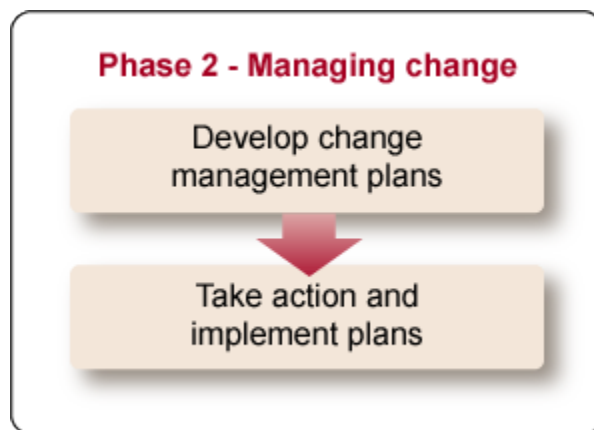 Phase 2 - Managing change
Develop change
management plans
Take action and
implement plans